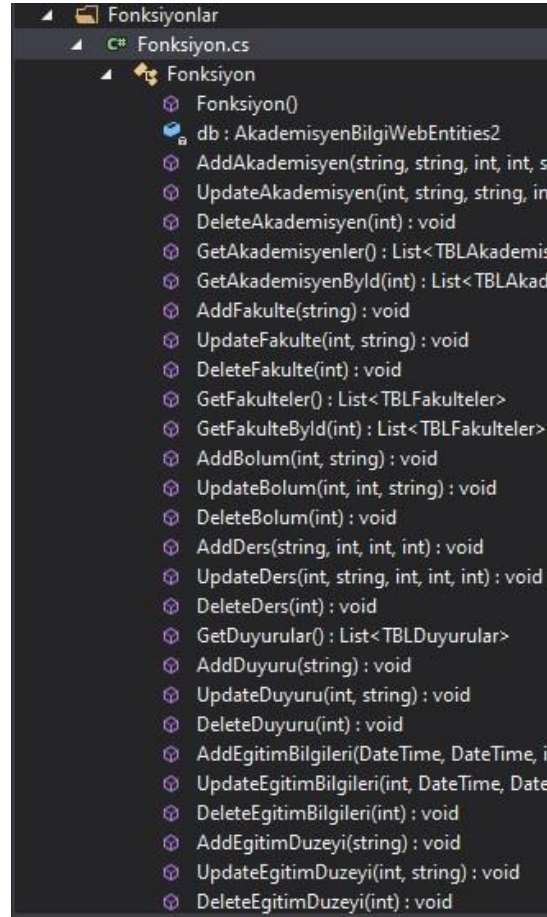 Fonksiyonlar
C# Fonksiyon.cs
Fonksiyon
Fonksiyon()
db : AkademisyenBilgiWebEntities2
AddAkademisyen(string, string, int, int, s
UpdateAkademisyen(int, string, string, in
DeleteAkademisyen(int) : void
GetAkademisyenler() : List<TBLAkademis
GetAkademisyenById(int) : List<TBLAkad
AddFakulte(string) : void
UpdateFakulte(int, string) : void
DeleteFakulte(int) : void
GetFakulteler() : List<TBLFakulteler>
GetFakulteById(int) : List<TBLFakulteler>
AddBolum(int, string) : void
UpdateBolum(int, int, string) : void
DeleteBolum(int) : void
AddDers(string, int, int, int) : void
UpdateDers(int, string, int, int, int) : void
DeleteDers(int) : void
GetDuyurular() : List<TBLDuyurular>
AddDuyuru(string) : void
UpdateDuyuru(int, string) : void
DeleteDuyuru(int) : void
AddEgitimBilgileri(DateTime, DateTime, i
UpdateEgitimBilgileri(int, DateTime, Date
DeleteEgitimBilgileri(int) : void
AddEgitimDuzeyi(string) : void
UpdateEgitimDuzeyi(int, string) : void
DeleteEgitimDuzeyi(int) : void